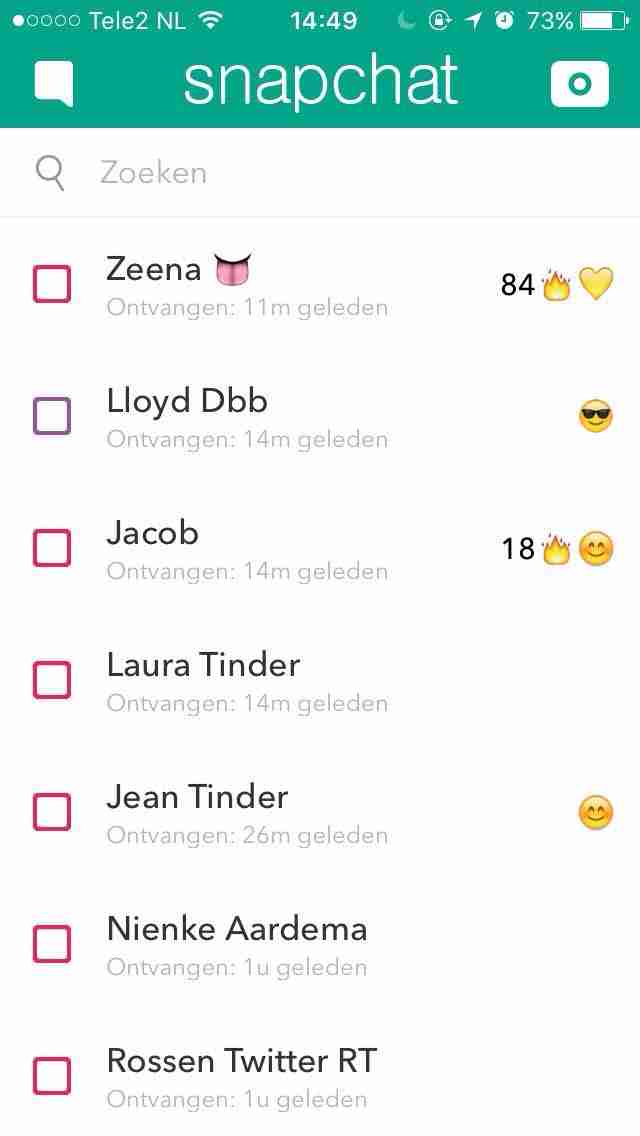 Tele2 NL 14:49 73%
snapchat
Zoeken
Zeena 👅 84🔥💛
Ontvangen: 11m geleden
Lloyd Dbb 😎
Ontvangen: 14m geleden
Jacob 18🔥😊
Ontvangen: 14m geleden
Laura Tinder
Ontvangen: 14m geleden
Jean Tinder 😊
Ontvangen: 26m geleden
Nienke Aardema
Ontvangen: 1u geleden
Rossen Twitter RT
Ontvangen: 1u geleden